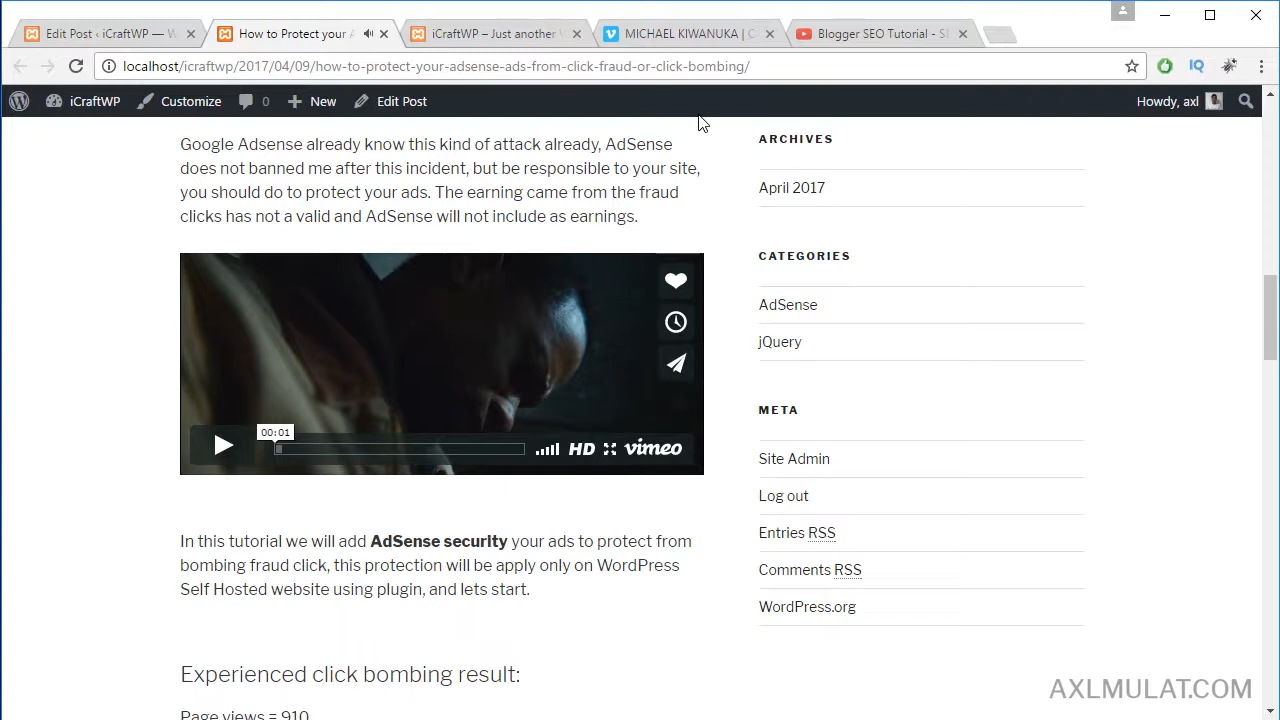 Edit Post ‹ iCraftWP — W
How to Protect your A
iCraftWP – Just another W
MICHAEL KIWANUKA | C
Blogger SEO Tutorial - SU
localhost/icraftwp/2017/04/09/how-to-protect-your-adsense-ads-from-click-fraud-or-click-bombing/
IQ
iCraftWP
Customize
0
New
Edit Post
Howdy, axl
Google Adsense already know this kind of attack already, AdSense
does not banned me after this incident, but be responsible to your site,
you should do to protect your ads. The earning came from the fraud
clicks has not a valid and AdSense will not include as earnings.
00:01
HD
vimeo
In this tutorial we will add AdSense security your ads to protect from
bombing fraud click, this protection will be apply only on WordPress
Self Hosted website using plugin, and lets start.
Experienced click bombing result:
Page views = 910
ARCHIVES
April 2017
CATEGORIES
AdSense
jQuery
META
Site Admin
Log out
Entries RSS
Comments RSS
WordPress.org
AXLMULAT.COM